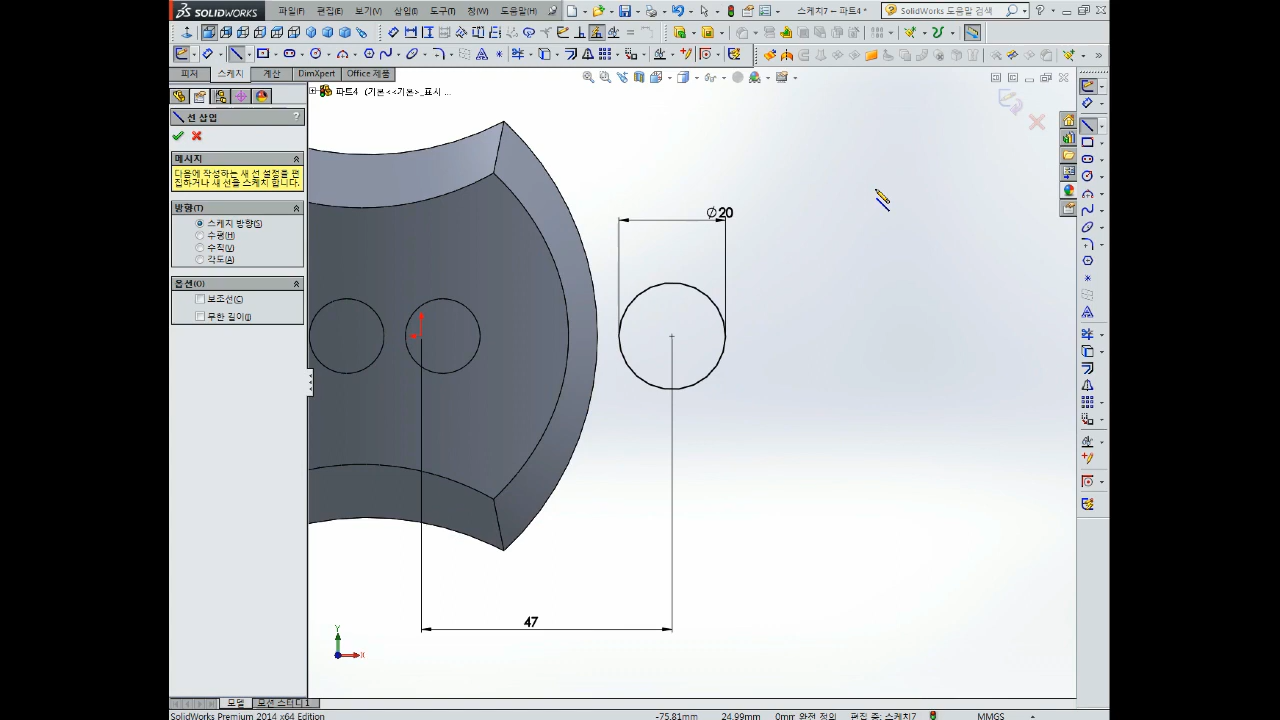 SOLIDWORKS 파일(F) 편집(E) 보기(V) 삽입(I) 도구(T) 창(W) 도움말(H) 스케치7 - 파트4 * SolidWorks 도움말 검색
피처 스케치 계산 DimXpert Office 제품
파트4 (기본<<기본>_표시 ...
선 삽입 ?
메시지
다음에 작성하는 새 선 설정을 편
집하거나 새 선을 스케치 합니다.
방향(T)
스케치 방향(S)
수평(H)
수직(V)
각도(A)
옵션(O)
보조선(C)
무한 길이(I)
Ø20
47
Y
X
모델 모션 스터디 1
SolidWorks Premium 2014 x64 Edition -75.81mm 24.99mm 0mm 완전 정의 편집 중: 스케치7 MMGS